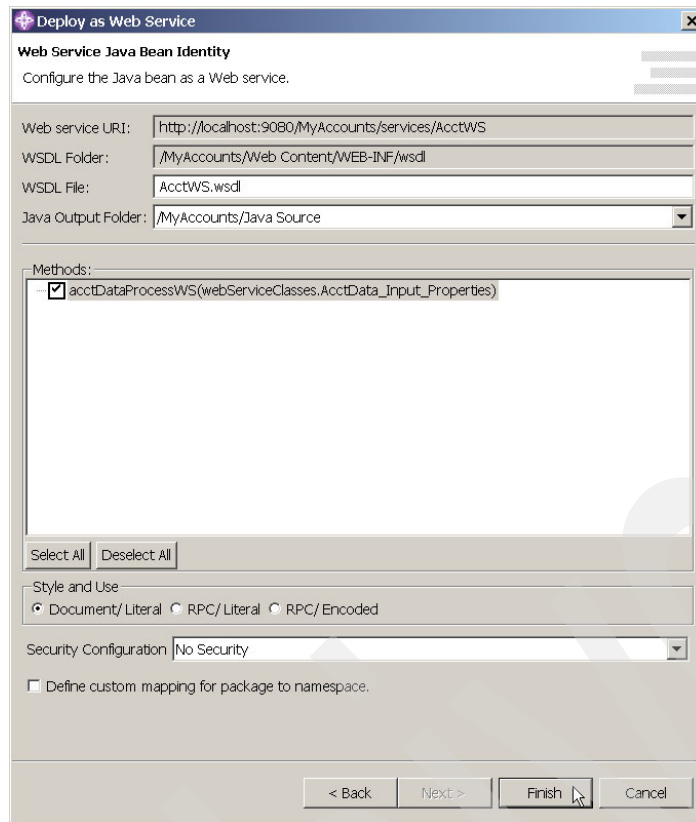 Deploy as Web Service
Web Service Java Bean Identity
Configure the Java bean as a Web service.
Web service URI: http://localhost:9080/MyAccounts/services/AcctWS
WSDL Folder: /MyAccounts/Web Content/WEB-INF/wsdl
WSDL File: AcctWS.wsdl
Java Output Folder: /MyAccounts/Java Source
Methods:
acctDataProcessWS(webServiceClasses.AcctData_Input_Properties)
Select All Deselect All
Style and Use
Document/ Literal RPC/ Literal RPC/ Encoded
Security Configuration No Security
Define custom mapping for package to namespace.
< Back Next > Finish Cancel